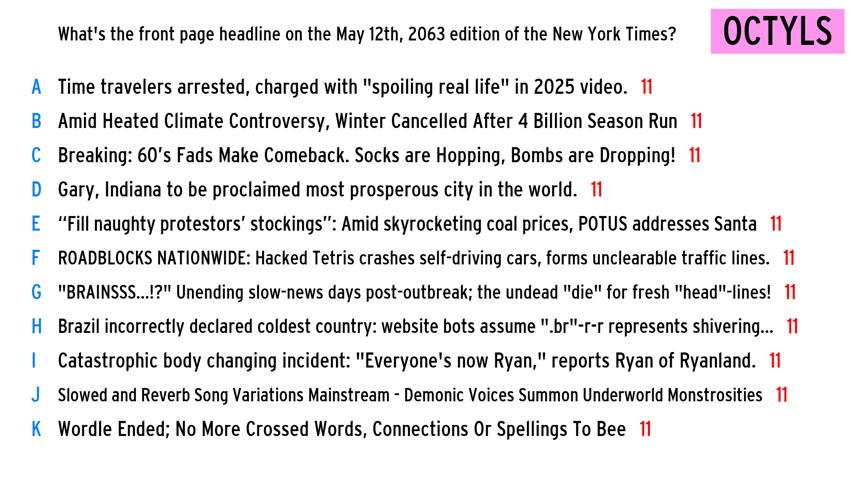 What's the front page headline on the May 12th, 2063 edition of the New York Times?
OCTYLS
A Time travelers arrested, charged with "spoiling real life" in 2025 video. 11
B Amid Heated Climate Controversy, Winter Cancelled After 4 Billion Season Run 11
C Breaking: 60’s Fads Make Comeback. Socks are Hopping, Bombs are Dropping! 11
D Gary, Indiana to be proclaimed most prosperous city in the world. 11
E “Fill naughty protestors’ stockings”: Amid skyrocketing coal prices, POTUS addresses Santa 11
F ROADBLOCKS NATIONWIDE: Hacked Tetris crashes self-driving cars, forms unclearable traffic lines. 11
G "BRAINSSS...!?" Unending slow-news days post-outbreak; the undead "die" for fresh "head"-lines! 11
H Brazil incorrectly declared coldest country: website bots assume ".br"-r-r represents shivering... 11
I Catastrophic body changing incident: "Everyone's now Ryan," reports Ryan of Ryanland. 11
J Slowed and Reverb Song Variations Mainstream - Demonic Voices Summon Underworld Monstrosities 11
K Wordle Ended; No More Crossed Words, Connections Or Spellings To Bee 11